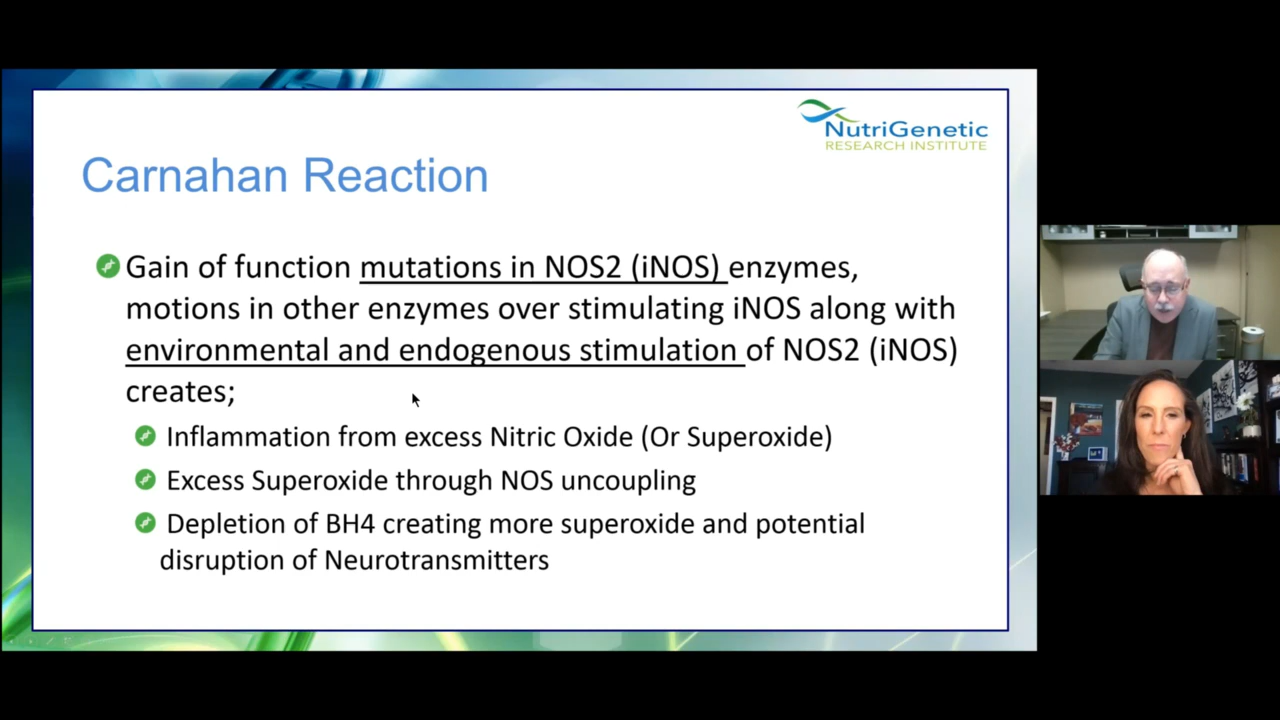 NutriGenetic
RESEARCH INSTITUTE
Carnahan Reaction
Gain of function mutations in NOS2 (iNOS) enzymes,
motions in other enzymes over stimulating iNOS along with
environmental and endogenous stimulation of NOS2 (iNOS)
creates;
Inflammation from excess Nitric Oxide (Or Superoxide)
Excess Superoxide through NOS uncoupling
Depletion of BH4 creating more superoxide and potential
disruption of Neurotransmitters